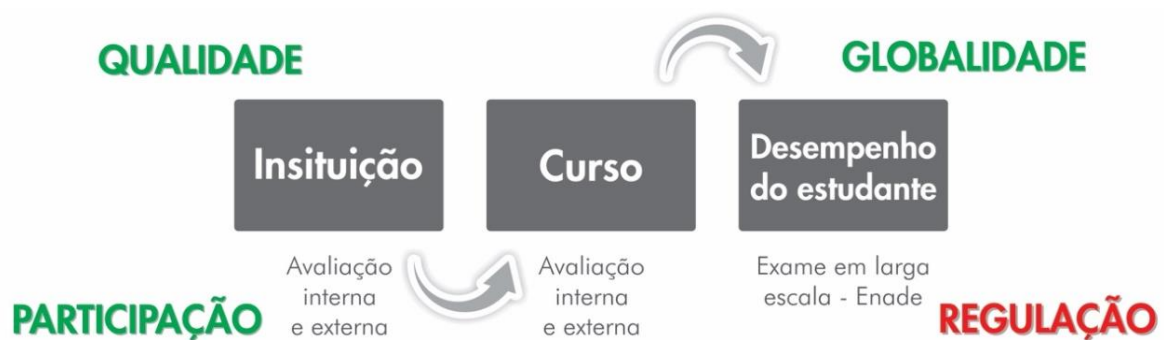 QUALIDADE
GLOBALIDADE
Insituição
Curso
Desempenho
do estudante
Avaliação
interna
e externa
Avaliação
interna
e externa
Exame em larga
escala - Enade
PARTICIPAÇÃO
REGULAÇÃO